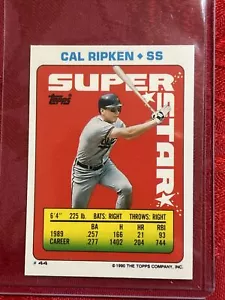 CAL RIPKEN ◆ SS
SUPER
STAR
Topps
6'4" 225 lb. BATS: RIGHT THROWS: RIGHT
BA H HR RBI
1989 .257 166 21 93
CAREER .277 1402 204 744
# 44
©1990 THE TOPPS COMPANY, INC.